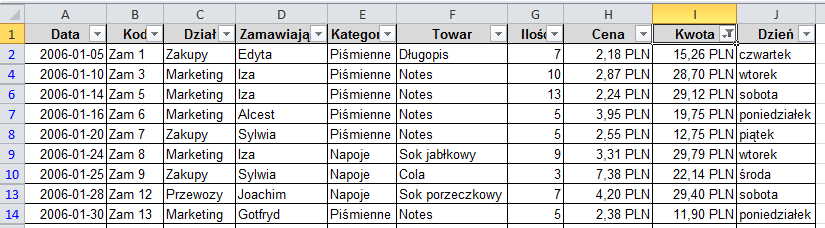 A B C D E F G H I J
1 Data Kod Dział Zamawiają Kategor Towar Ilość Cena Kwota Dzień
2 2006-01-05 Zam 1 Zakupy Edyta Piśmienne Długopis 7 2,18 PLN 15,26 PLN czwartek
4 2006-01-10 Zam 3 Marketing Iza Piśmienne Notes 10 2,87 PLN 28,70 PLN wtorek
6 2006-01-14 Zam 5 Marketing Iza Piśmienne Notes 13 2,24 PLN 29,12 PLN sobota
7 2006-01-16 Zam 6 Marketing Alcest Piśmienne Notes 5 3,95 PLN 19,75 PLN poniedziałek
8 2006-01-20 Zam 7 Zakupy Sylwia Piśmienne Notes 5 2,55 PLN 12,75 PLN piątek
9 2006-01-24 Zam 8 Marketing Iza Napoje Sok jabłkowy 9 3,31 PLN 29,79 PLN wtorek
10 2006-01-25 Zam 9 Zakupy Sylwia Napoje Cola 3 7,38 PLN 22,14 PLN środa
13 2006-01-28 Zam 12 Przewozy Joachim Napoje Sok porzeczkowy 7 4,20 PLN 29,40 PLN sobota
14 2006-01-30 Zam 13 Marketing Gotfryd Piśmienne Notes 5 2,38 PLN 11,90 PLN poniedziałek